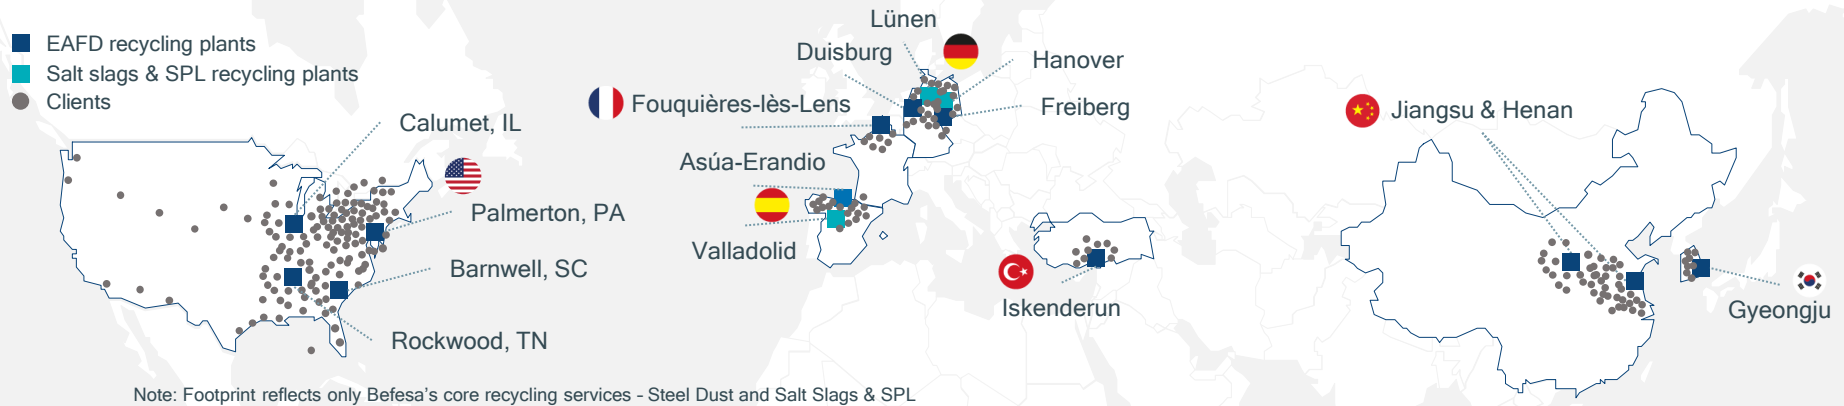 EAFD recycling plants
Salt slags & SPL recycling plants
Clients
Calumet, IL
Palmerton, PA
Barnwell, SC
Rockwood, TN
Lünen
Duisburg
Hanover
Fouquières-lès-Lens
Freiberg
Asúa-Erandio
Valladolid
Iskenderun
Jiangsu & Henan
Gyeongju
Note: Footprint reflects only Befesa's core recycling services - Steel Dust and Salt Slags & SPL